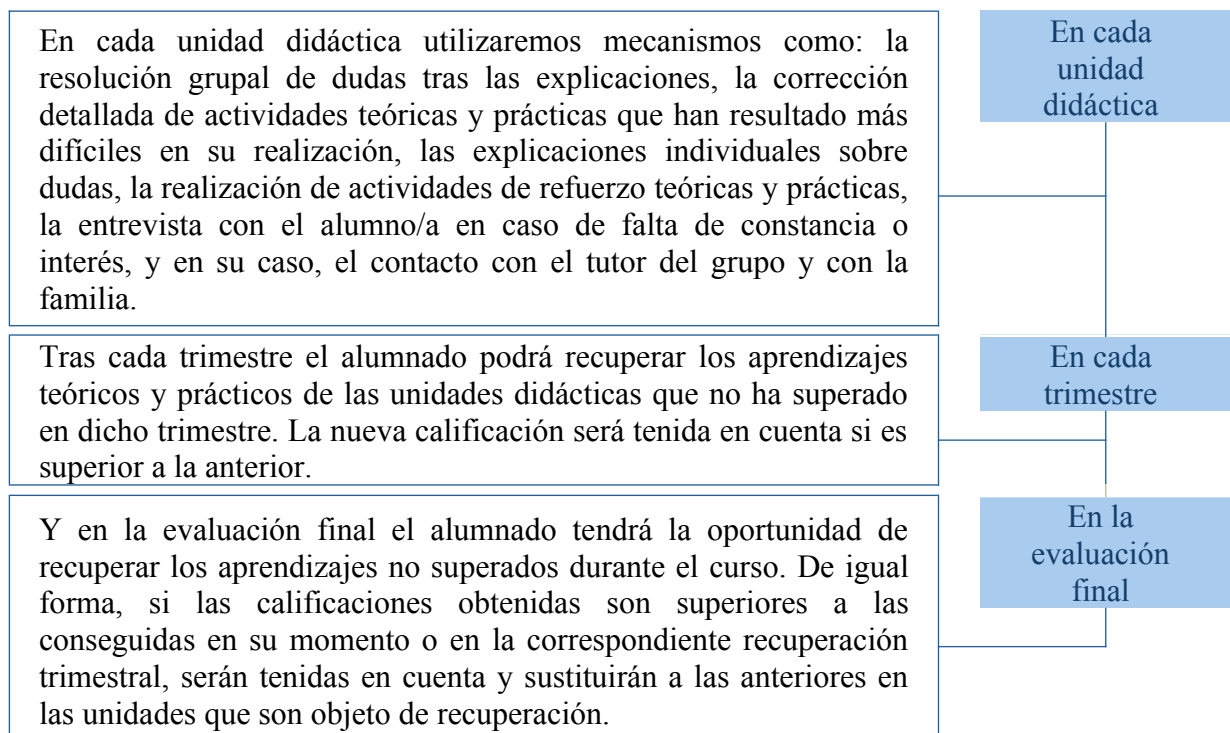 En cada unidad didáctica utilizaremos mecanismos como: la
resolución grupal de dudas tras las explicaciones, la corrección
detallada de actividades teóricas y prácticas que han resultado más
difíciles en su realización, las explicaciones individuales sobre
dudas, la realización de actividades de refuerzo teóricas y prácticas,
la entrevista con el alumno/a en caso de falta de constancia o
interés, y en su caso, el contacto con el tutor del grupo y con la
familia.
En cada
unidad
didáctica
Tras cada trimestre el alumnado podrá recuperar los aprendizajes
teóricos y prácticos de las unidades didácticas que no ha superado
en dicho trimestre. La nueva calificación será tenida en cuenta si es
superior a la anterior.
En cada
trimestre
Y en la evaluación final el alumnado tendrá la oportunidad de
recuperar los aprendizajes no superados durante el curso. De igual
forma, si las calificaciones obtenidas son superiores a las
conseguidas en su momento o en la correspondiente recuperación
trimestral, serán tenidas en cuenta y sustituirán a las anteriores en
las unidades que son objeto de recuperación.
En la
evaluación
final